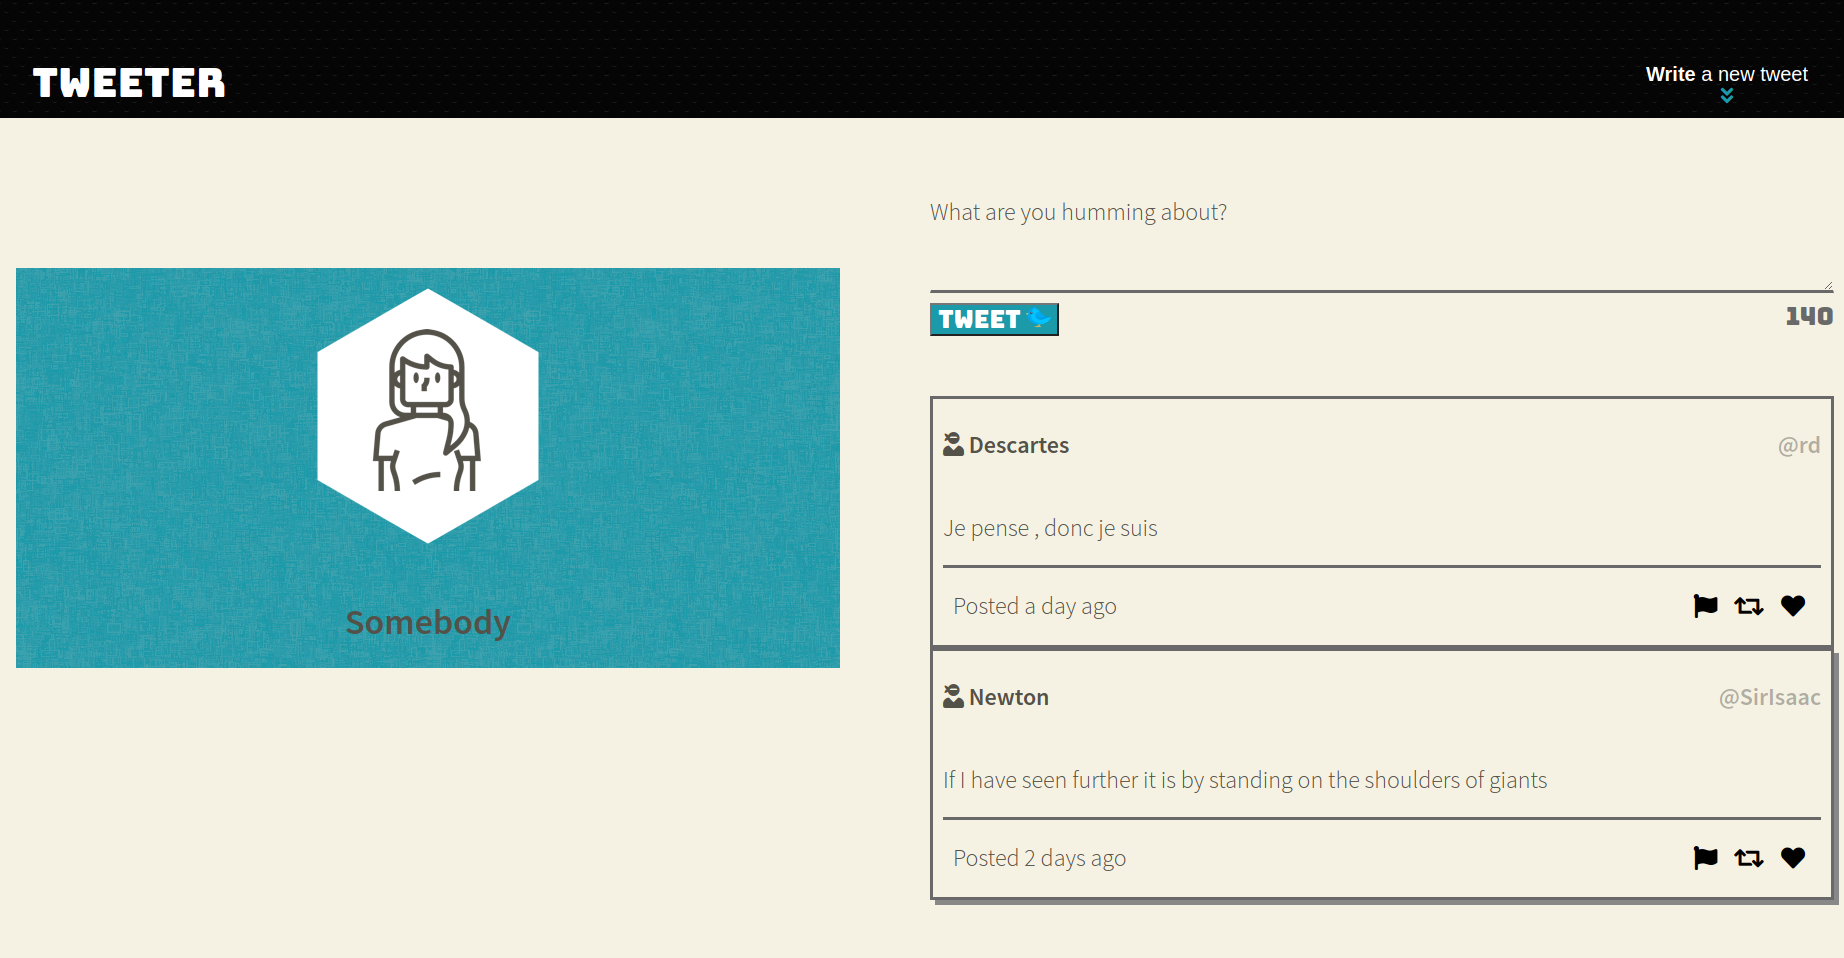 TWEETER
Write a new tweet
Somebody
What are you humming about?
TWEET
140
Descartes
@rd
Je pense , donc je suis
Posted a day ago
Newton
@SirIsaac
If I have seen further it is by standing on the shoulders of giants
Posted 2 days ago